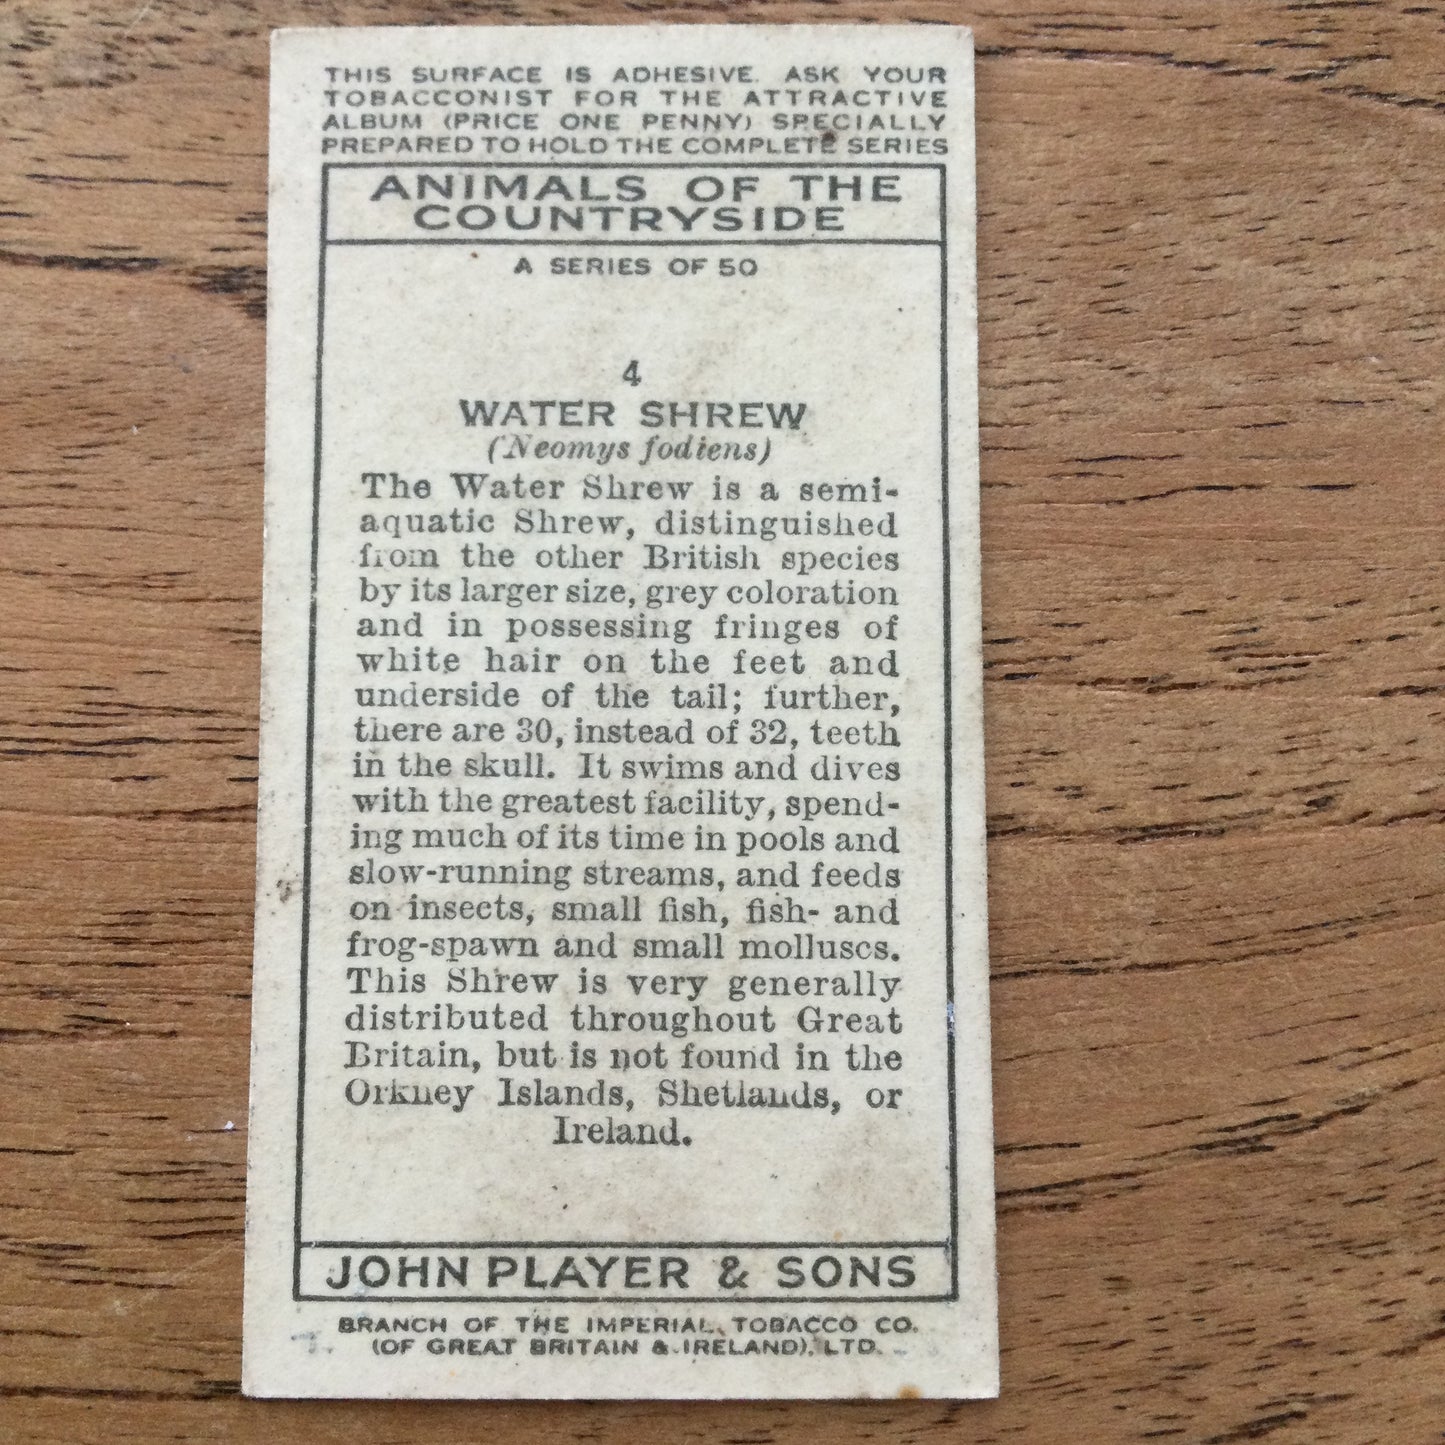 THIS SURFACE IS ADHESIVE. ASK YOUR
TOBACCONIST FOR THE ATTRACTIVE
ALBUM (PRICE ONE PENNY) SPECIALLY
PREPARED TO HOLD THE COMPLETE SERIES
ANIMALS OF THE
COUNTRYSIDE
A SERIES OF 50
4
WATER SHREW
(Neomys fodiens)
The Water Shrew is a semi-
aquatic Shrew, distinguished
from the other British species
by its larger size, grey coloration
and in possessing fringes of
white hair on the feet and
underside of the tail; further,
there are 30, instead of 32, teeth
in the skull. It swims and dives
with the greatest facility, spend-
ing much of its time in pools and
slow-running streams, and feeds
on insects, small fish, fish- and
frog-spawn and small molluscs.
This Shrew is very generally
distributed throughout Great
Britain, but is not found in the
Orkney Islands, Shetlands, or
Ireland.
JOHN PLAYER & SONS
BRANCH OF THE IMPERIAL TOBACCO CO.
(OF GREAT BRITAIN & IRELAND), LTD.